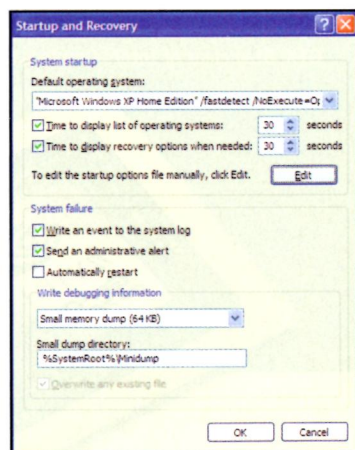 Startup and Recovery
System startup
Default operating system:
"Microsoft Windows XP Home Edition" /fastdetect /NoExecute=Op
Time to display list of operating systems: 30 seconds
Time to display recovery options when needed: 30 seconds
To edit the startup options file manually, click Edit. Edit
System failure
Write an event to the system log
Send an administrative alert
Automatically restart
Write debugging information
Small memory dump (64 KB)
Small dump directory:
%SystemRoot%\Minidump
Overwrite any existing file
OK Cancel